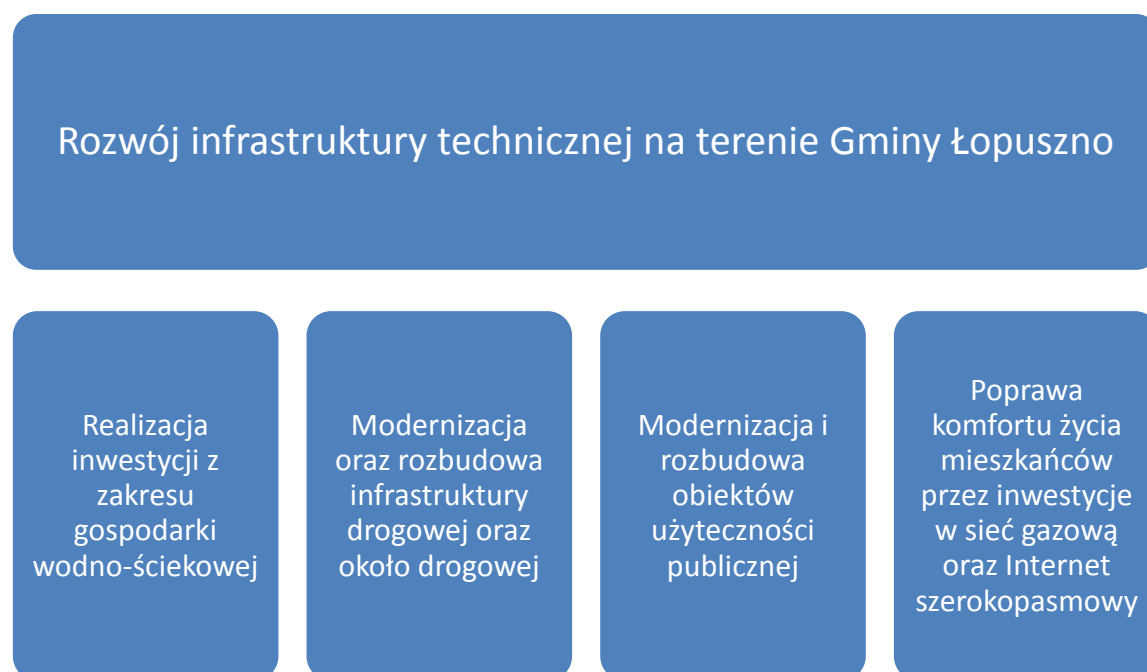 Rozwój infrastruktury technicznej na terenie Gminy Łopuszno
Realizacja
inwestycji z
zakresu
gospodarki
wodno-ściekowej
Modernizacja
oraz rozbudowa
infrastruktury
drogowej oraz
około drogowej
Modernizacja i
rozbudowa
obiektów
użyteczności
publicznej
Poprawa
komfortu życia
mieszkańców
przez inwestycje
w sieć gazową
oraz Internet
szerokopasmowy